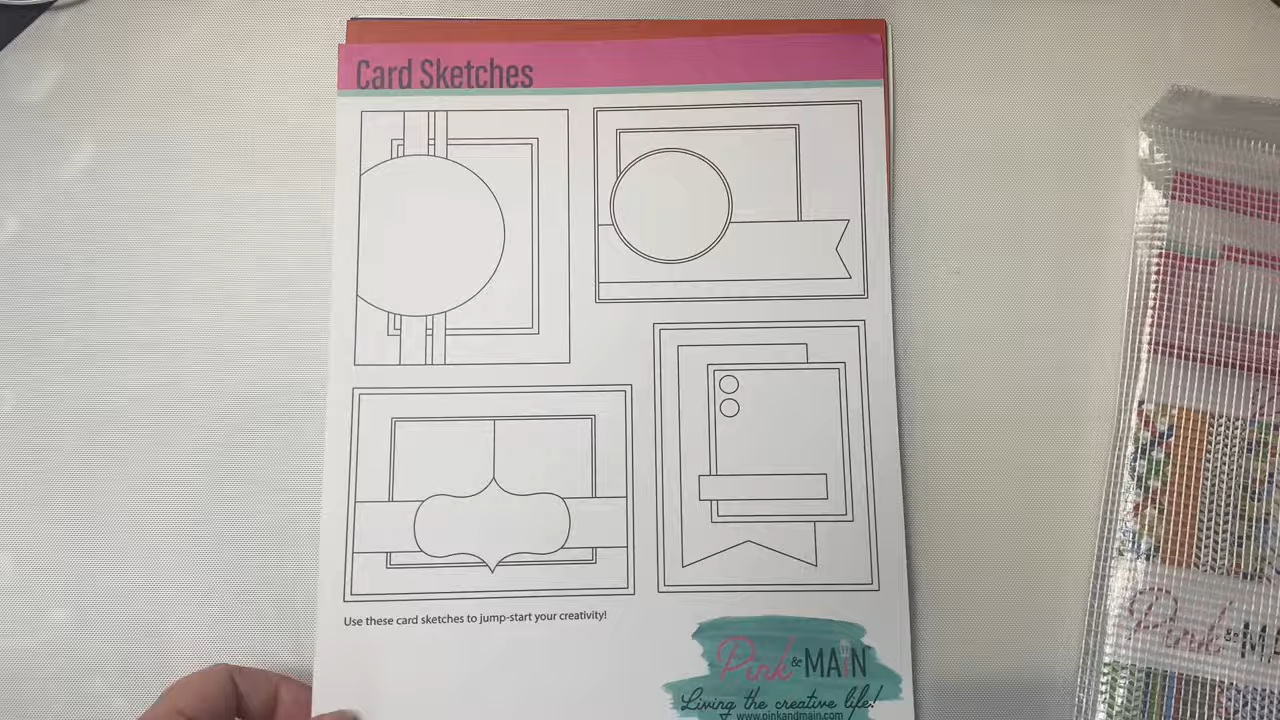 Card Sketches
Use these card sketches to jump-start your creativity!
Pink & MAIN
Living the creative life!
www.pinkandmain.com
Pink & M